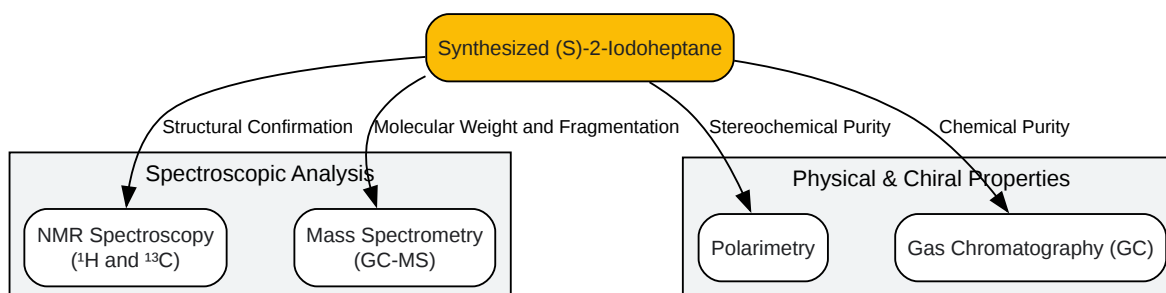 Synthesized (S)-2-Iodoheptane
Structural Confirmation
Molecular Weight and Fragmentation
Stereochemical Purity
Chemical Purity
Spectroscopic Analysis
Physical & Chiral Properties
NMR Spectroscopy
(¹H and ¹³C)
Mass Spectrometry
(GC-MS)
Polarimetry
Gas Chromatography (GC)